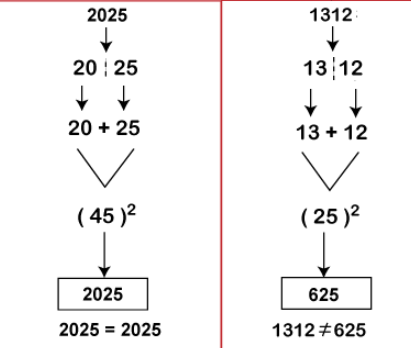 2025
20 ¦ 25
20 + 25
( 45 )²
2025
2025 = 2025
1312
13 ¦ 12
13 + 12
( 25 )²
625
1312 ≠ 625